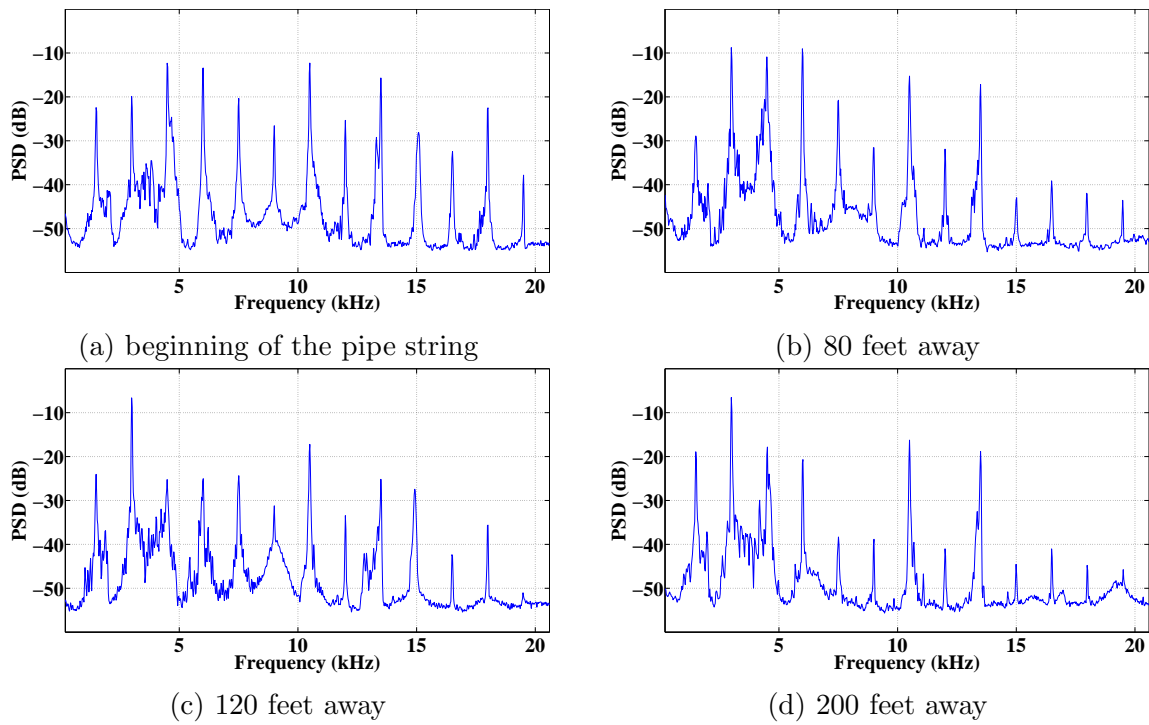 −10
−20
−30
−40
−50
PSD (dB)
5 10 15 20
Frequency (kHz)
(a) beginning of the pipe string
−10
−20
−30
−40
−50
PSD (dB)
5 10 15 20
Frequency (kHz)
(b) 80 feet away
−10
−20
−30
−40
−50
PSD (dB)
5 10 15 20
Frequency (kHz)
(c) 120 feet away
−10
−20
−30
−40
−50
PSD (dB)
5 10 15 20
Frequency (kHz)
(d) 200 feet away